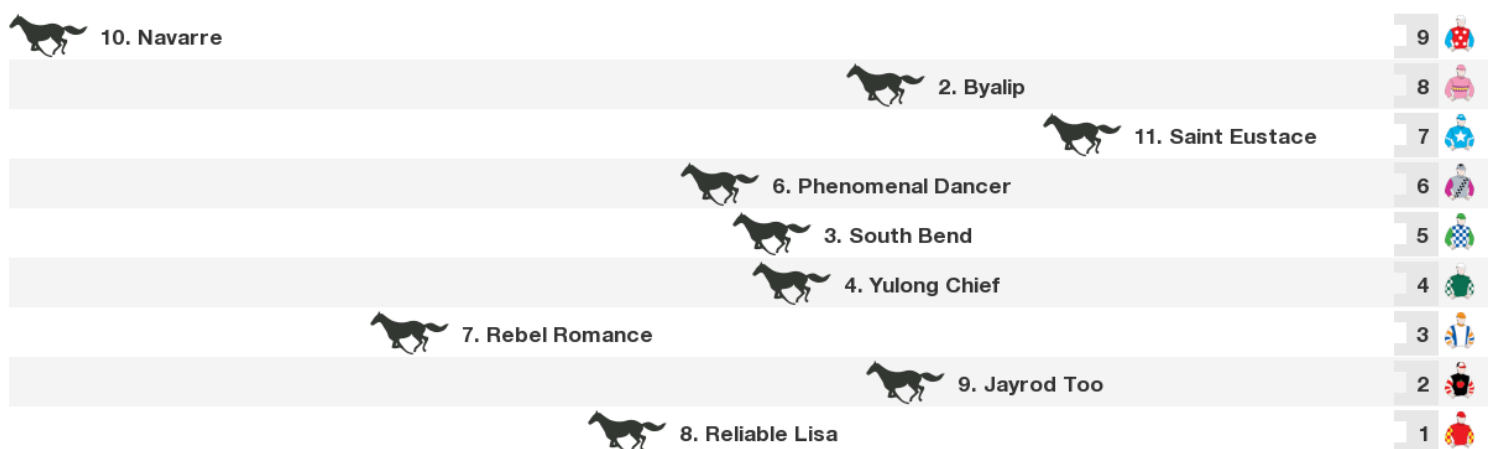 10. Navarre 9
2. Byalip 8
11. Saint Eustace 7
6. Phenomenal Dancer 6
3. South Bend 5
4. Yulong Chief 4
7. Rebel Romance 3
9. Jayrod Too 2
8. Reliable Lisa 1